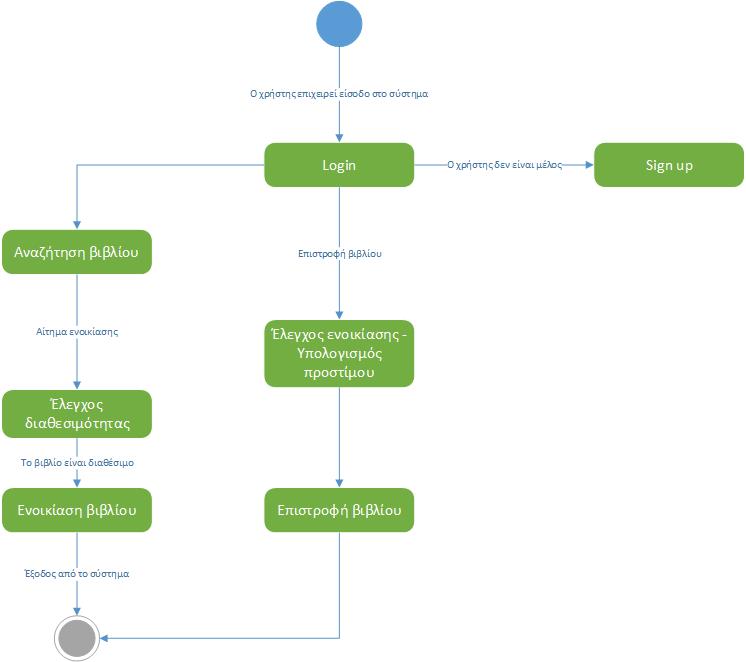 Ο χρήστης επιχειρεί είσοδο στο σύστημα
Login
Ο χρήστης δεν είναι μέλος
Sign up
Αναζήτηση βιβλίου
Επιστροφή βιβλίου
Αίτημα ενοικίασης
Έλεγχος ενοικίασης -
Υπολογισμός
προστίμου
Έλεγχος
διαθεσιμότητας
Το βιβλίο είναι διαθέσιμο
Ενοικίαση βιβλίου
Επιστροφή βιβλίου
Έξοδος από το σύστημα